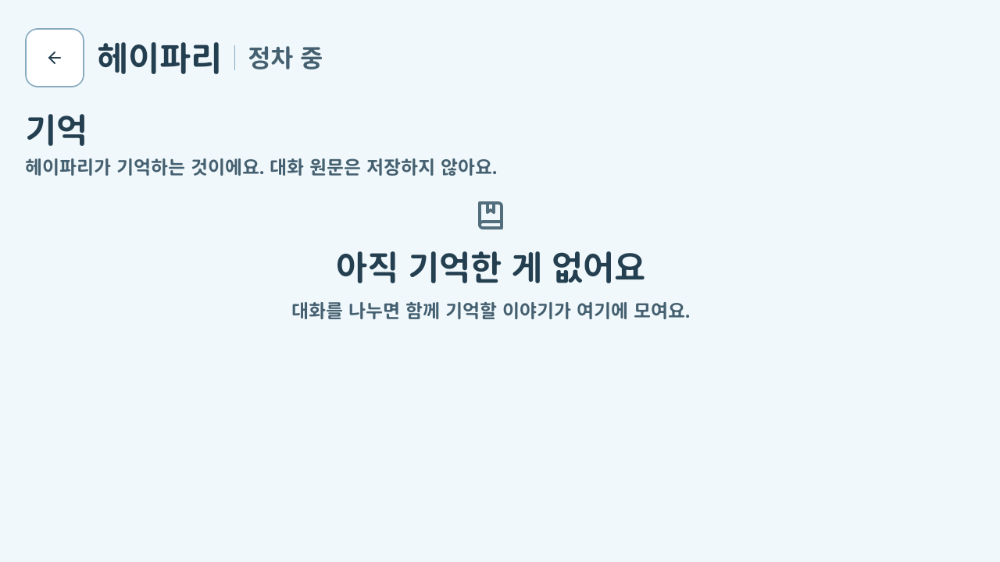 헤이파리
정차 중
기억
헤이파리가 기억하는 것이에요. 대화 원문은 저장하지 않아요.
아직 기억한 게 없어요
대화를 나누면 함께 기억할 이야기가 여기에 모여요.